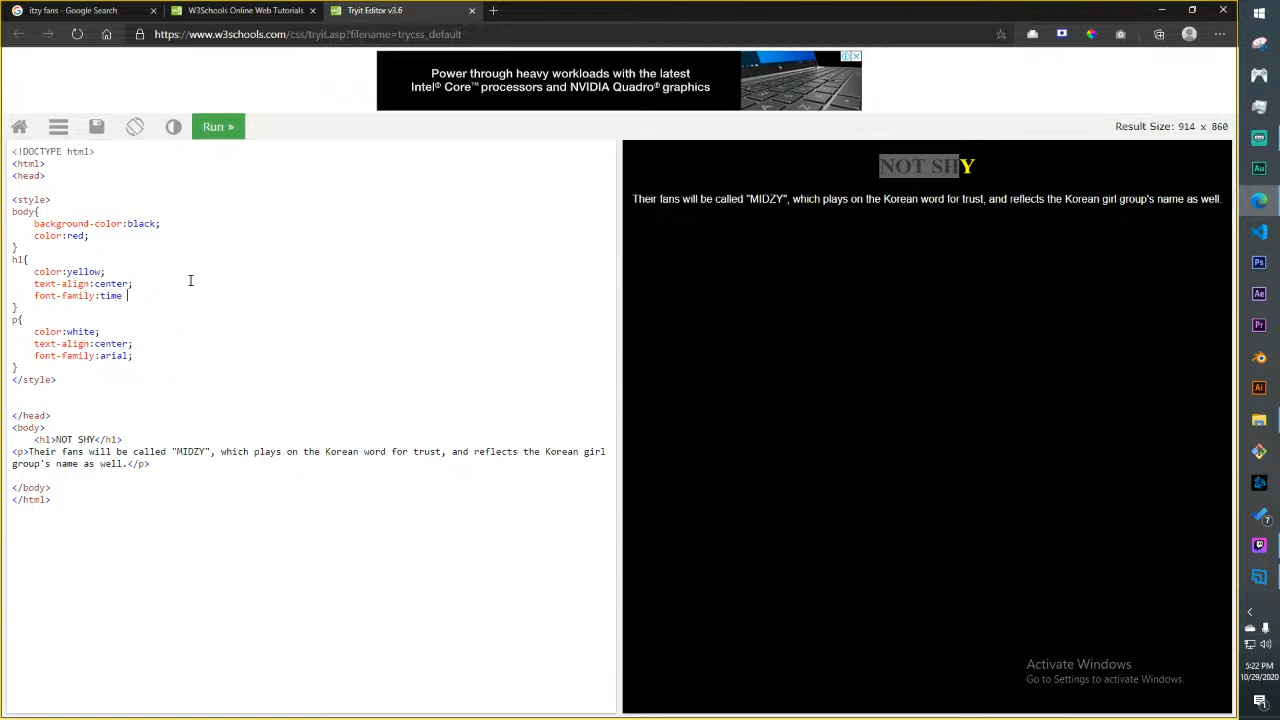 itzy fans - Google Search
W3Schools Online Web Tutorials
Tryit Editor v3.6
https://www.w3schools.com/css/tryit.asp?filename=trycss_default
Power through heavy workloads with the latest
Intel® Core™ processors and NVIDIA Quadro® graphics
Run »
Result Size: 914 x 860
<!DOCTYPE html>
<html>
<head>
<style>
body{
background-color:black;
color:red;
}
h1{
color:yellow;
text-align:center;
font-family:time
}
p{
color:white;
text-align:center;
font-family:arial;
}
</style>
</head>
<body>
<h1>NOT SHY</h1>
<p>Their fans will be called "MIDZY", which plays on the Korean word for trust, and reflects the Korean girl
group's name as well.</p>
</body>
</html>
NOT SHY
Their fans will be called "MIDZY", which plays on the Korean word for trust, and reflects the Korean girl group's name as well.
Activate Windows
Go to Settings to activate Windows.
Au
Ps
Ae
Pr
Ai
7
5:22 PM
10/29/2020
1